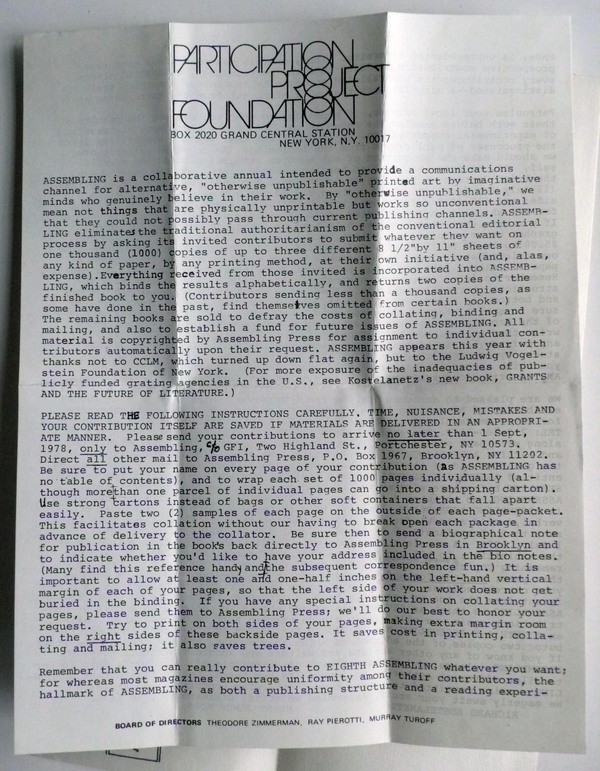 PARTICIPATION
PROJECT
FOUNDATION
BOX 2020 GRAND CENTRAL STATION
NEW YORK, N.Y. 10017
ASSEMBLING is a collaborative annual intended to provide a communications
channel for alternative, "otherwise unpublishable" printed art by imaginative
minds who genuinely believe in their work. By "otherwise unpublishable," we
mean not things that are physically unprintable but works so unconventional
that they could not possibly pass through current publishing channels. ASSEMB-
LING eliminates the traditional authoritarianism of the conventional editorial
process by asking its invited contributors to submit whatever they want on
one thousand (1000) copies of up to three different 8 1/2"by 11" sheets of
any kind of paper, by any printing method, at their own initiative (and, alas,
expense). Everything received from those invited is incorporated into ASSEMB-
LING, which binds the results alphabetically, and returns two copies of the
finished book to you. (Contributors sending less than a thousand copies, as
some have done in the past, find themselves omitted from certain books.)
The remaining books are sold to defray the costs of collating, binding and
mailing, and also to establish a fund for future issues of ASSEMBLING. All
material is copyrighted by Assembling Press for assignment to individual con-
tributors automatically upon their request. ASSEMBLING appears this year with
thanks not to CCLM, which turned up down flat again, but to the Ludwig Vogel-
stein Foundation of New York. (For more exposure of the inadequacies of pub-
licly funded granting agencies in the U.S., see Kostelanetz's new book, GRANTS
AND THE FUTURE OF LITERATURE.)
PLEASE READ THE FOLLOWING INSTRUCTIONS CAREFULLY. TIME, NUISANCE, MISTAKES AND
YOUR CONTRIBUTION ITSELF ARE SAVED IF MATERIALS ARE DELIVERED IN AN APPROPRI-
ATE MANNER. Please send your contributions to arrive no later than 1 Sept,
1978, only to Assembling, c/o GFI, Two Highland St., Portchester, NY 10573.
Direct all other mail to Assembling Press, P.O. Box 1967, Brooklyn, NY 11202.
Be sure to put your name on every page of your contribution (as ASSEMBLING has
no table of contents), and to wrap each set of 1000 pages individually (al-
though more than one parcel of individual pages can go into a shipping carton).
Use strong cartons instead of bags or other soft containers that fall apart
easily. Paste two (2) samples of each page on the outside of each page-packet.
This facilitates collation without our having to break open each package in
advance of delivery to the collator. Be sure then to send a biographical note
for publication in the book's back directly to Assembling Press in Brooklyn and
to indicate whether you'd like to have your address included in the bio notes.
(Many find this reference handy and the subsequent correspondence fun.) It is
important to allow at least one and one-half inches on the left-hand vertical
margin of each of your pages, so that the left side of your work does not get
buried in the binding. If you have any special instructions on collating your
pages, please send them to Assembling Press; we'll do our best to honor your
request. Try to print on both sides of your pages, making extra margin room
on the right sides of these backside pages. It saves cost in printing, colla-
ting and mailing; it also saves trees.
Remember that you can really contribute to EIGHTH ASSEMBLING whatever you want;
for whereas most magazines encourage uniformity among their contributors, the
hallmark of ASSEMBLING, as both a publishing structure and a reading experi-
BOARD OF DIRECTORS THEODORE ZIMMERMAN, RAY PIEROTTI, MURRAY TUROFF